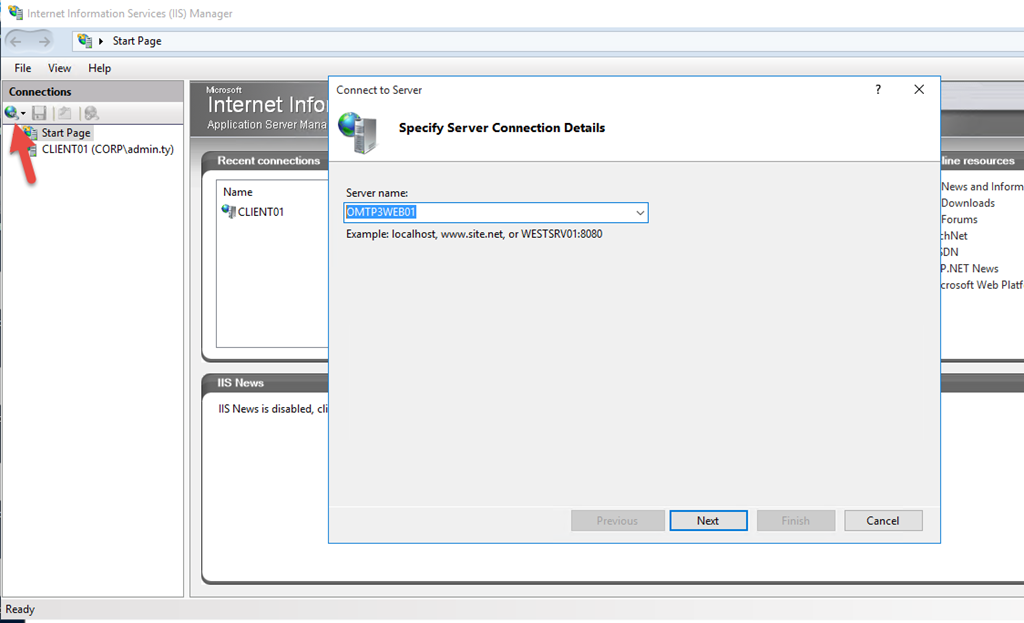 Internet Information Services (IIS) Manager
Start Page
File View Help
Connections
Start Page
CLIENT01 (CORP\admin.ty)
Microsoft
Internet Info
Application Server Mana
Recent connections
Name
CLIENT01
IIS News
IIS News is disabled, cli
Connect to Server
?
Specify Server Connection Details
Server name:
OMTP3WEB01
Example: localhost, www.site.net, or WESTSRV01:8080
Previous
Next
Finish
Cancel
line resources
News and Inform
Downloads
Forums
chNet
SDN
P.NET News
crosoft Web Platf
Ready